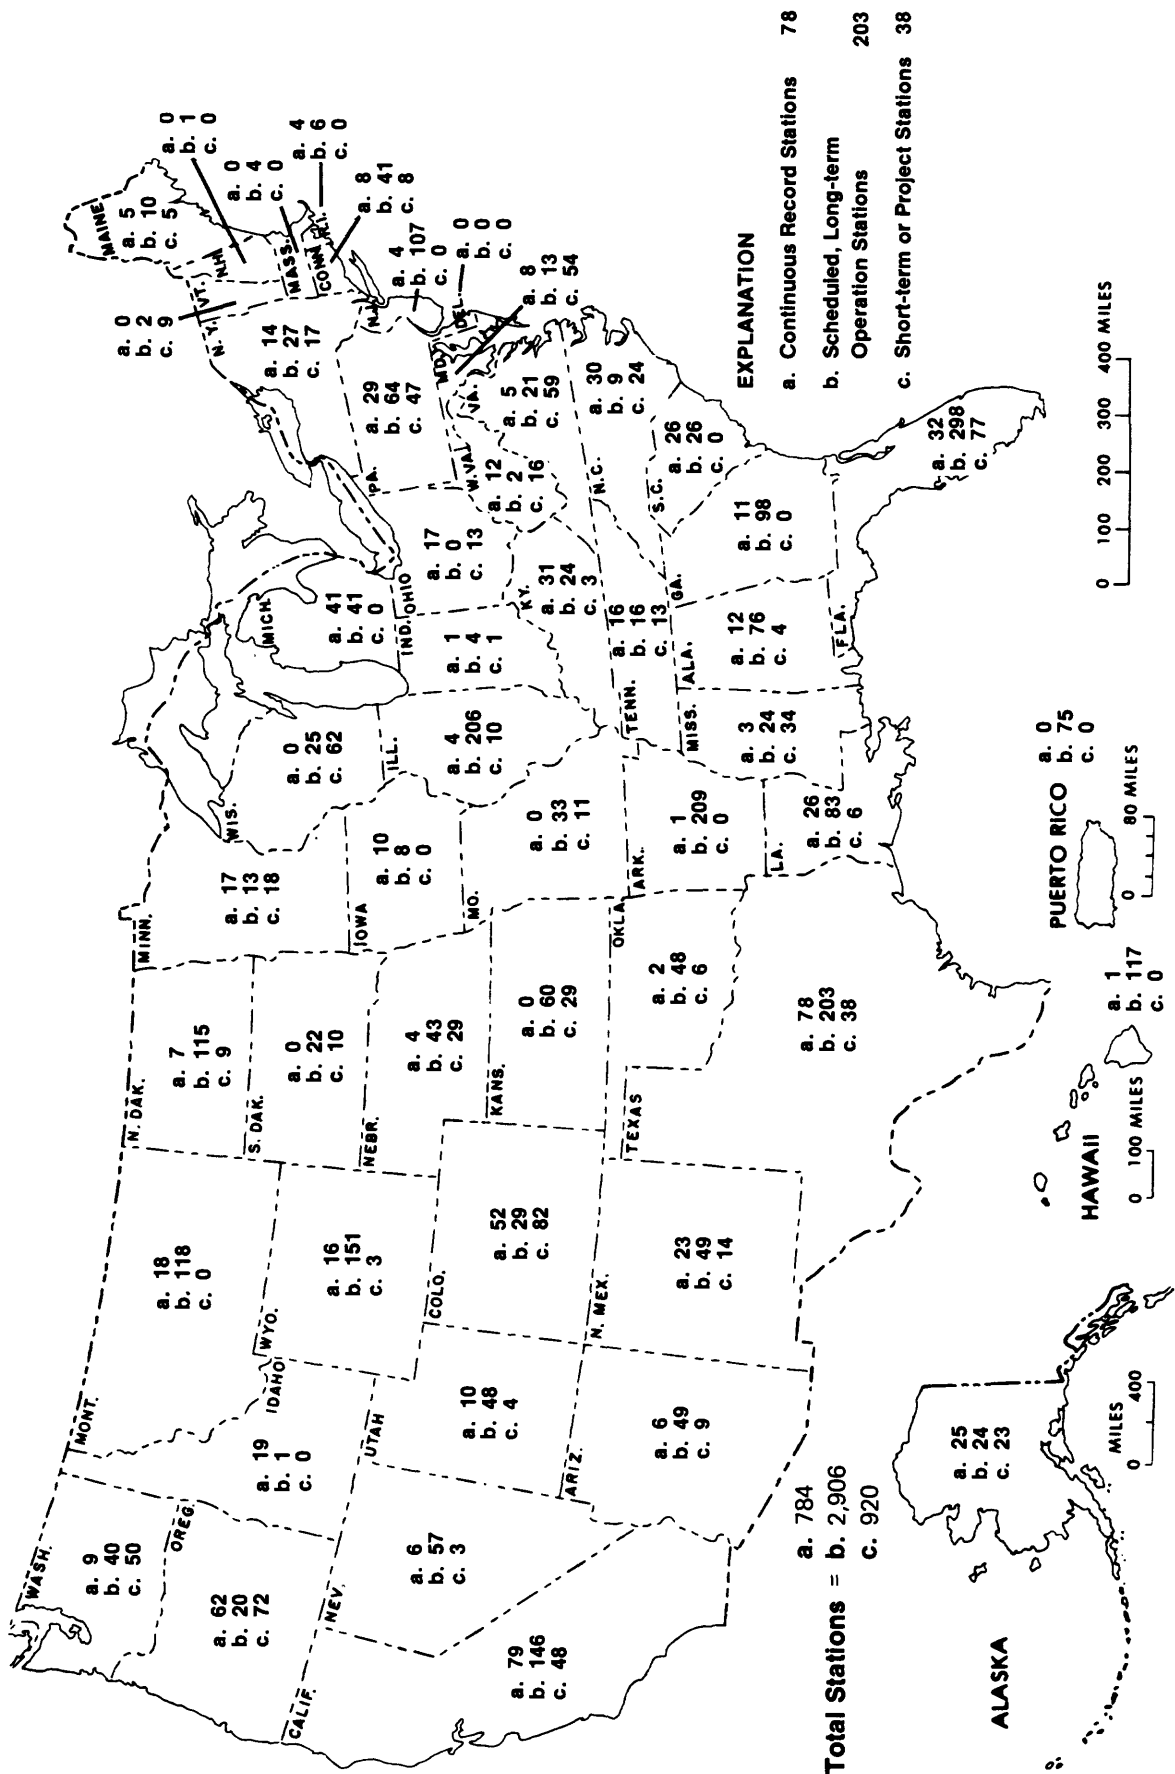 WASH.
a. 9
b. 40
c. 50
OREG.
a. 62
b. 20
c. 72
CALIF.
a. 79
b. 146
c. 48
NEV.
a. 6
b. 57
c. 3
IDAHO
a. 19
b. 1
c. 0
MONT.
a. 18
b. 118
c. 0
WYO.
a. 16
b. 151
c. 3
UTAH
a. 10
b. 48
c. 4
COLO.
a. 52
b. 29
c. 82
ARIZ.
a. 6
b. 49
c. 9
N. MEX.
a. 23
b. 49
c. 14
N. DAK.
a. 7
b. 115
c. 9
S. DAK.
a. 0
b. 22
c. 10
NEBR.
a. 4
b. 43
c. 29
KANS.
a. 0
b. 60
c. 29
OKLA.
a. 2
b. 48
c. 6
TEXAS
a. 78
b. 203
c. 38
MINN.
a. 17
b. 13
c. 18
IOWA
a. 10
b. 8
c. 0
MO.
a. 0
b. 33
c. 11
ARK.
a. 1
b. 209
c. 0
LA.
a. 26
b. 83
c. 6
WIS.
a. 0
b. 25
c. 62
ILL.
a. 4
b. 206
c. 10
MICH.
a. 41
b. 41
c. 0
IND.
a. 1
b. 4
c. 1
OHIO
a. 17
b. 0
c. 13
KY.
a. 31
b. 24
c. 3
TENN.
a. 16
b. 16
c. 13
MISS.
a. 3
b. 24
c. 34
ALA.
a. 12
b. 76
c. 4
GA.
a. 11
b. 98
c. 0
FLA.
a. 32
b. 298
c. 77
S.C.
a. 26
b. 26
c. 0
N.C.
a. 30
b. 9
c. 24
W.VA.
a. 12
b. 2
c. 16
VA.
a. 5
b. 21
c. 59
MD.
a. 8
b. 13
c. 54
DEL.
a. 0
b. 0
c. 0
PA.
a. 29
b. 64
c. 47
N.J.
a. 4
b. 107
c. 0
N.Y.
a. 14
b. 27
c. 17
VT.
a. 0
b. 2
c. 9
N.H.
a. 0
b. 1
c. 0
MAINE
a. 5
b. 10
c. 5
MASS.
a. 0
b. 4
c. 0
R.I.
a. 4
b. 6
c. 0
CONN.
a. 8
b. 41
c. 8
EXPLANATION
a. Continuous Record Stations 78
b. Scheduled, Long-term
Operation Stations 203
c. Short-term or Project Stations 38
0 100 200 300 400 MILES
Total Stations =
a. 784
b. 2,906
c. 920
ALASKA
a. 25
b. 24
c. 23
MILES
0 400
HAWAII
a. 1
b. 117
c. 0
0 100 MILES
PUERTO RICO
a. 0
b. 75
c. 0
0 80 MILES